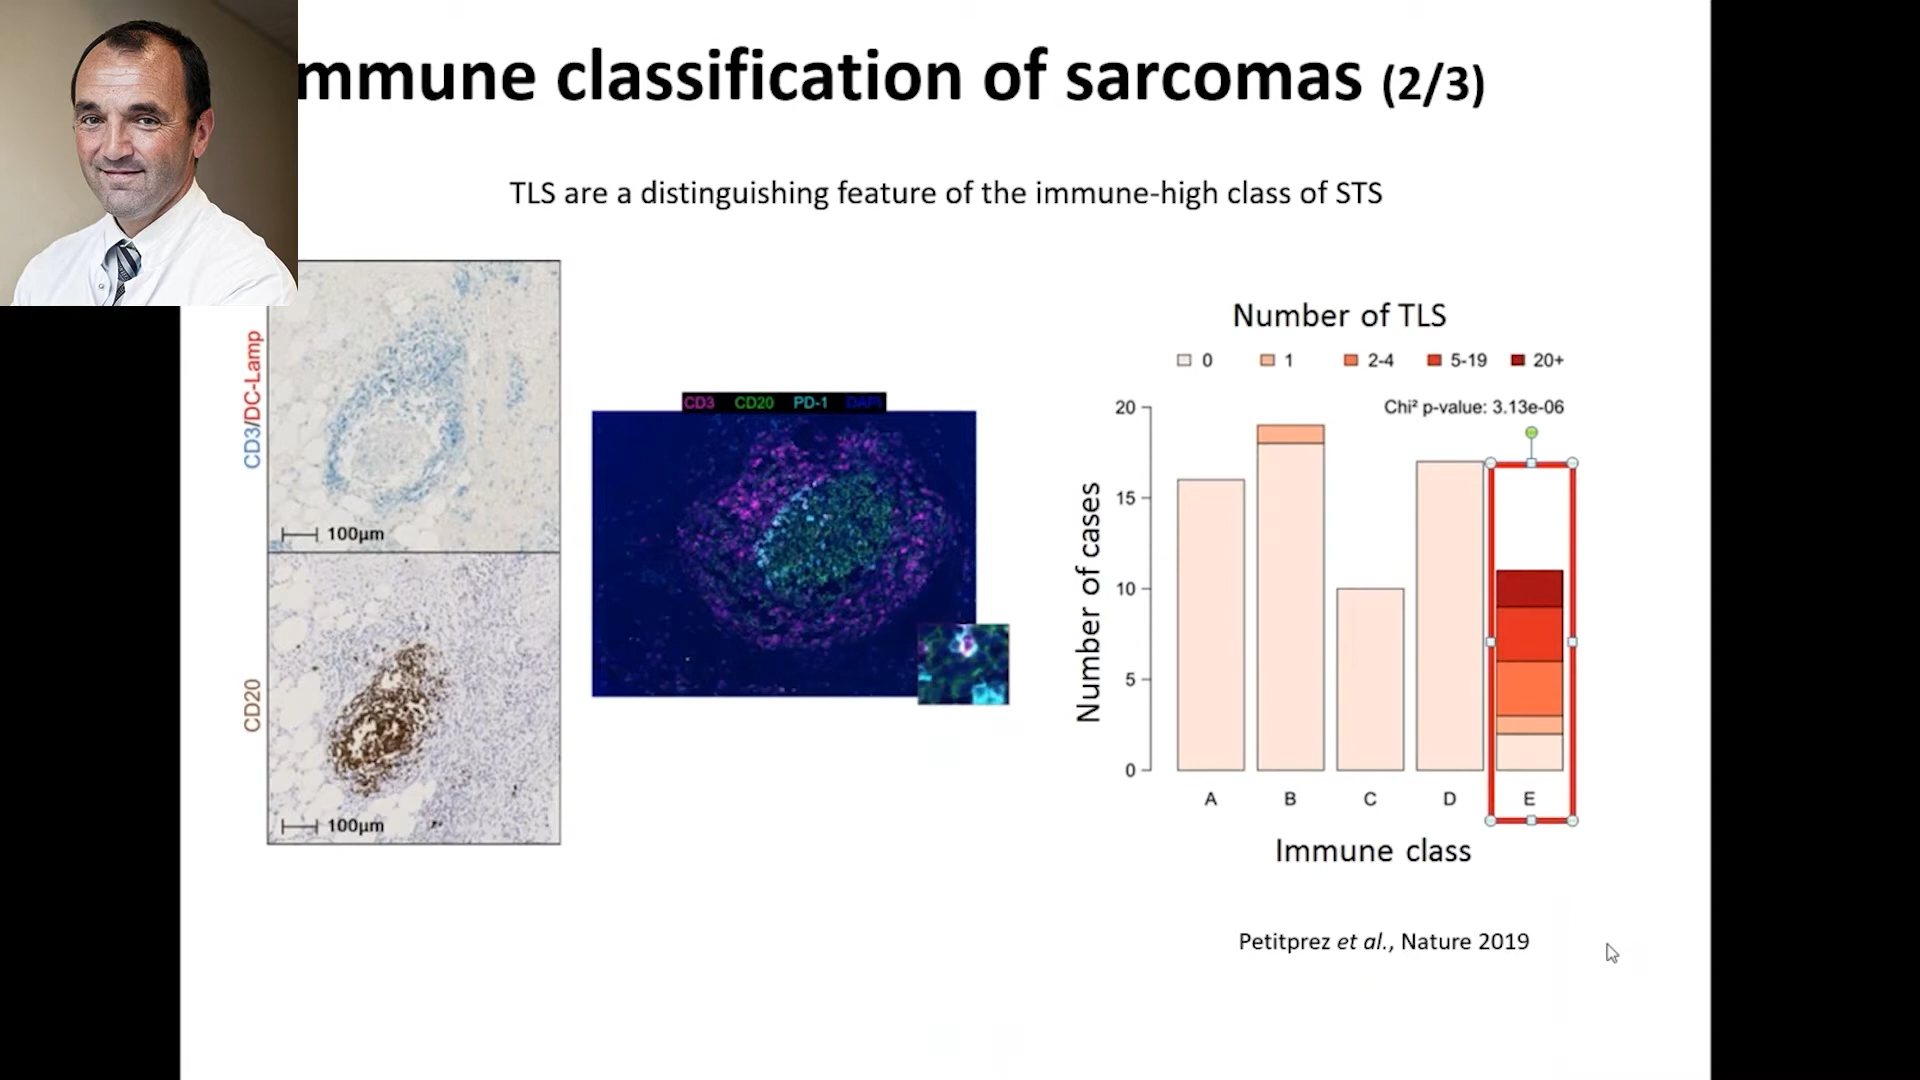 mmune classification of sarcomas (2/3)
TLS are a distinguishing feature of the immune-high class of STS
CD3/DC-Lamp
100µm
CD20
100µm
CD3 CD20 PD-1 DAPI
Number of TLS
0 1 2-4 5-19 20+
Chi² p-value: 3.13e-06
Number of cases
20
15
10
5
0
A B C D E
Immune class
Petitprez et al., Nature 2019